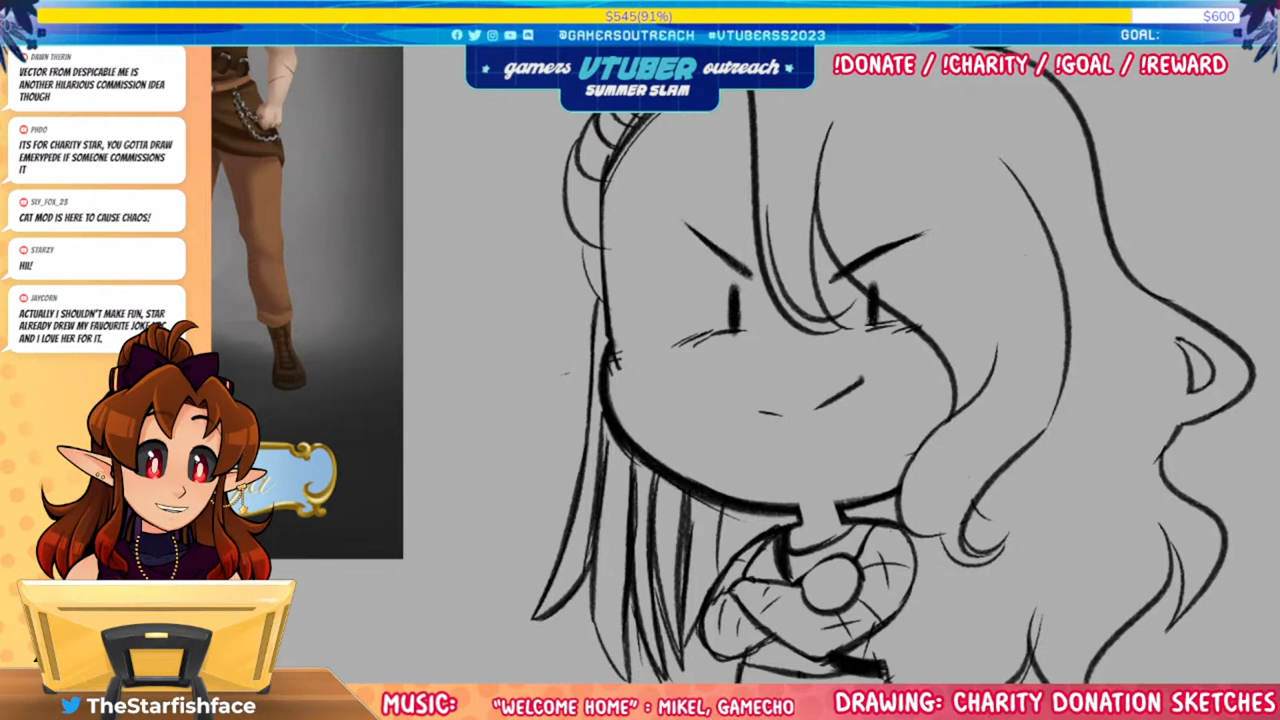 $545(91%)
$600
@GAMERSOUTREACH
#VTUBERSS2023
GOAL:
gamers VTUBER outreach
SUMMER SLAM
!DONATE / !CHARITY / !GOAL / !REWARD
DAWN THERIN
VECTOR FROM DESPICABLE ME IS
ANOTHER HILARIOUS COMMISSION IDEA
THOUGH
PHDO
ITS FOR CHARITY STAR, YOU GOTTA DRAW
EMERYPEDE IF SOMEONE COMMISSIONS
IT
SLY_FOX_23
CAT MOD IS HERE TO CAUSE CHAOS!
STARZY
HII!
JAYCORN
ACTUALLY I SHOULDN'T MAKE FUN, STAR
ALREADY DREW MY FAVOURITE JOKE
AND I LOVE HER FOR IT.
TheStarfishface
MUSIC:
"WELCOME HOME" : MIKEL, GAMECHO
DRAWING: CHARITY DONATION SKETCHES